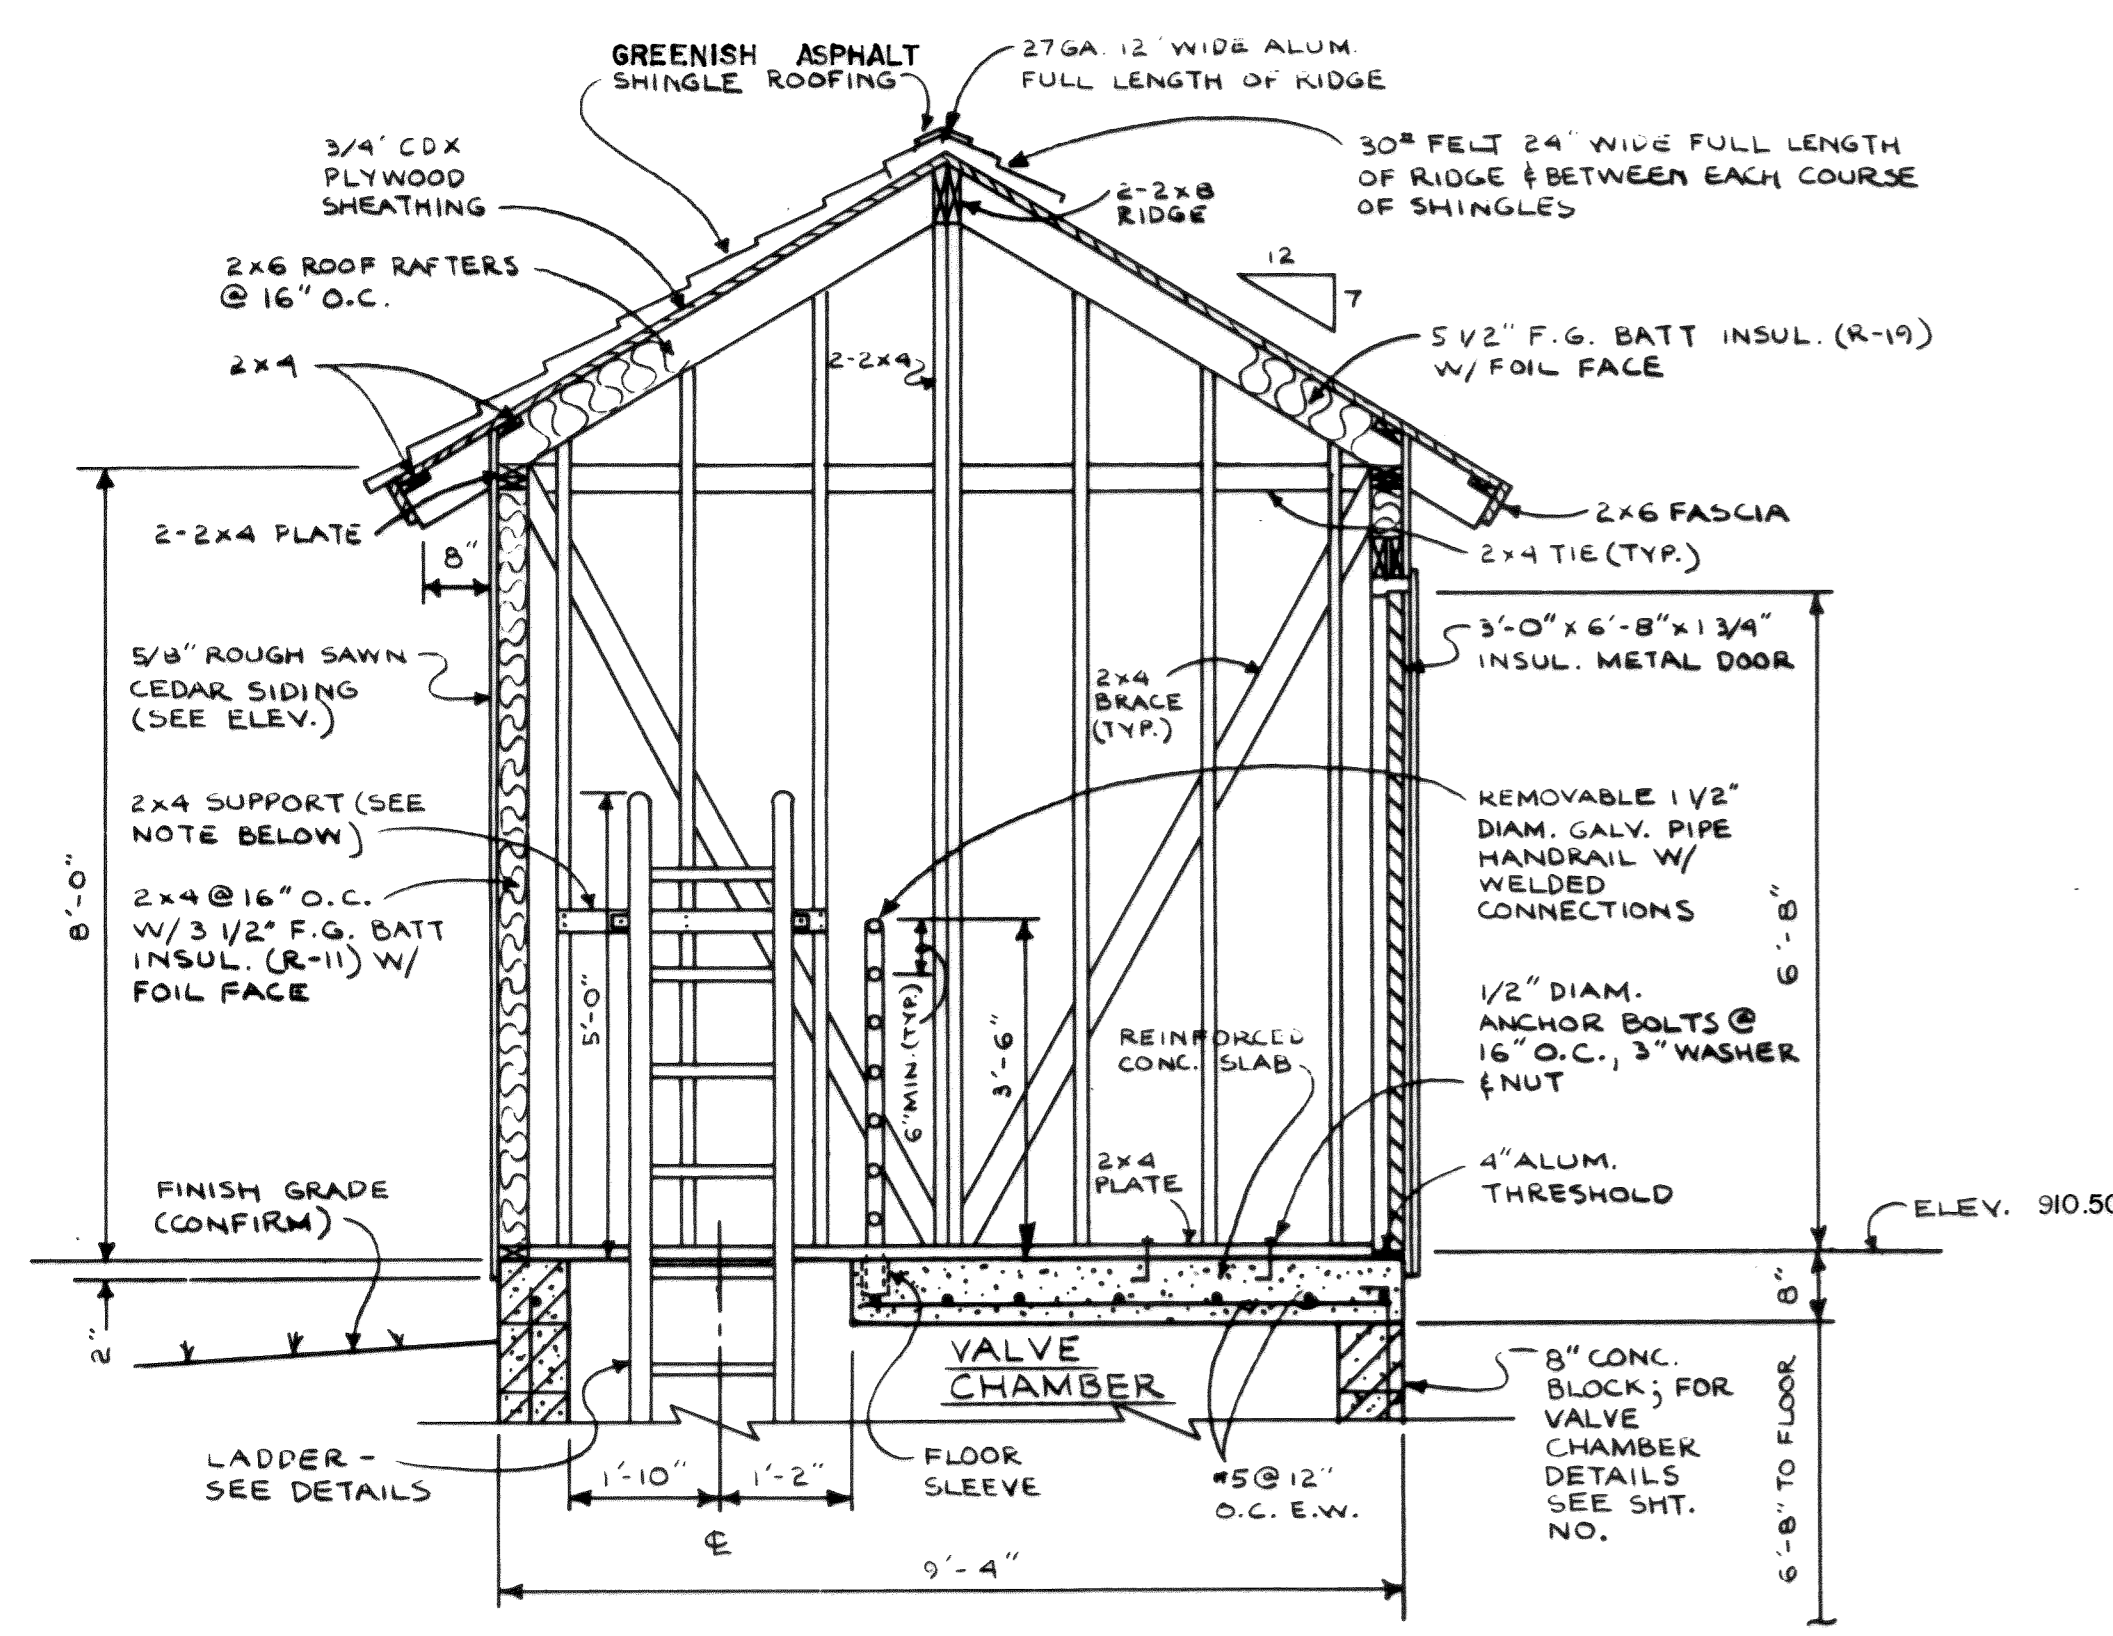 GREENISH ASPHALT
SHINGLE ROOFING
27 GA. 12" WIDE ALUM.
FULL LENGTH OF RIDGE
3/4" CDX
PLYWOOD
SHEATHING
30# FELT 24" WIDE FULL LENGTH
OF RIDGE & BETWEEN EACH COURSE
OF SHINGLES
2-2x8
RIDGE
2x6 ROOF RAFTERS
@ 16" O.C.
12
7
5 1/2" F.G. BATT INSUL. (R-19)
W/ FOIL FACE
2x4
2-2x4
2-2x4 PLATE
8"
2x6 FASCIA
2x4 TIE (TYP.)
5/8" ROUGH SAWN
CEDAR SIDING
(SEE ELEV.)
3'-0" x 6'-8" x 1 3/4"
INSUL. METAL DOOR
2x4
BRACE
(TYP.)
2x4 SUPPORT (SEE
NOTE BELOW)
REMOVABLE 1 1/2"
DIAM. GALV. PIPE
HANDRAIL W/
WELDED
CONNECTIONS
8'-0"
2x4 @ 16" O.C.
W/ 3 1/2" F.G. BATT
INSUL. (R-11) W/
FOIL FACE
6'-8"
5'-0"
6" MIN. (TYP.)
3'-6"
REINFORCED
CONC. SLAB
1/2" DIAM.
ANCHOR BOLTS @
16" O.C., 3" WASHER
& NUT
2x4
PLATE
4" ALUM.
THRESHOLD
FINISH GRADE
(CONFIRM)
ELEV. 910.50
2"
8"
VALVE
CHAMBER
8" CONC.
BLOCK; FOR
VALVE
CHAMBER
DETAILS
SEE SHT.
NO.
6'-8" TO FLOOR
LADDER -
SEE DETAILS
1'-10"
1'-2"
FLOOR
SLEEVE
#5 @ 12"
O.C. E.W.
℄
9'-4"